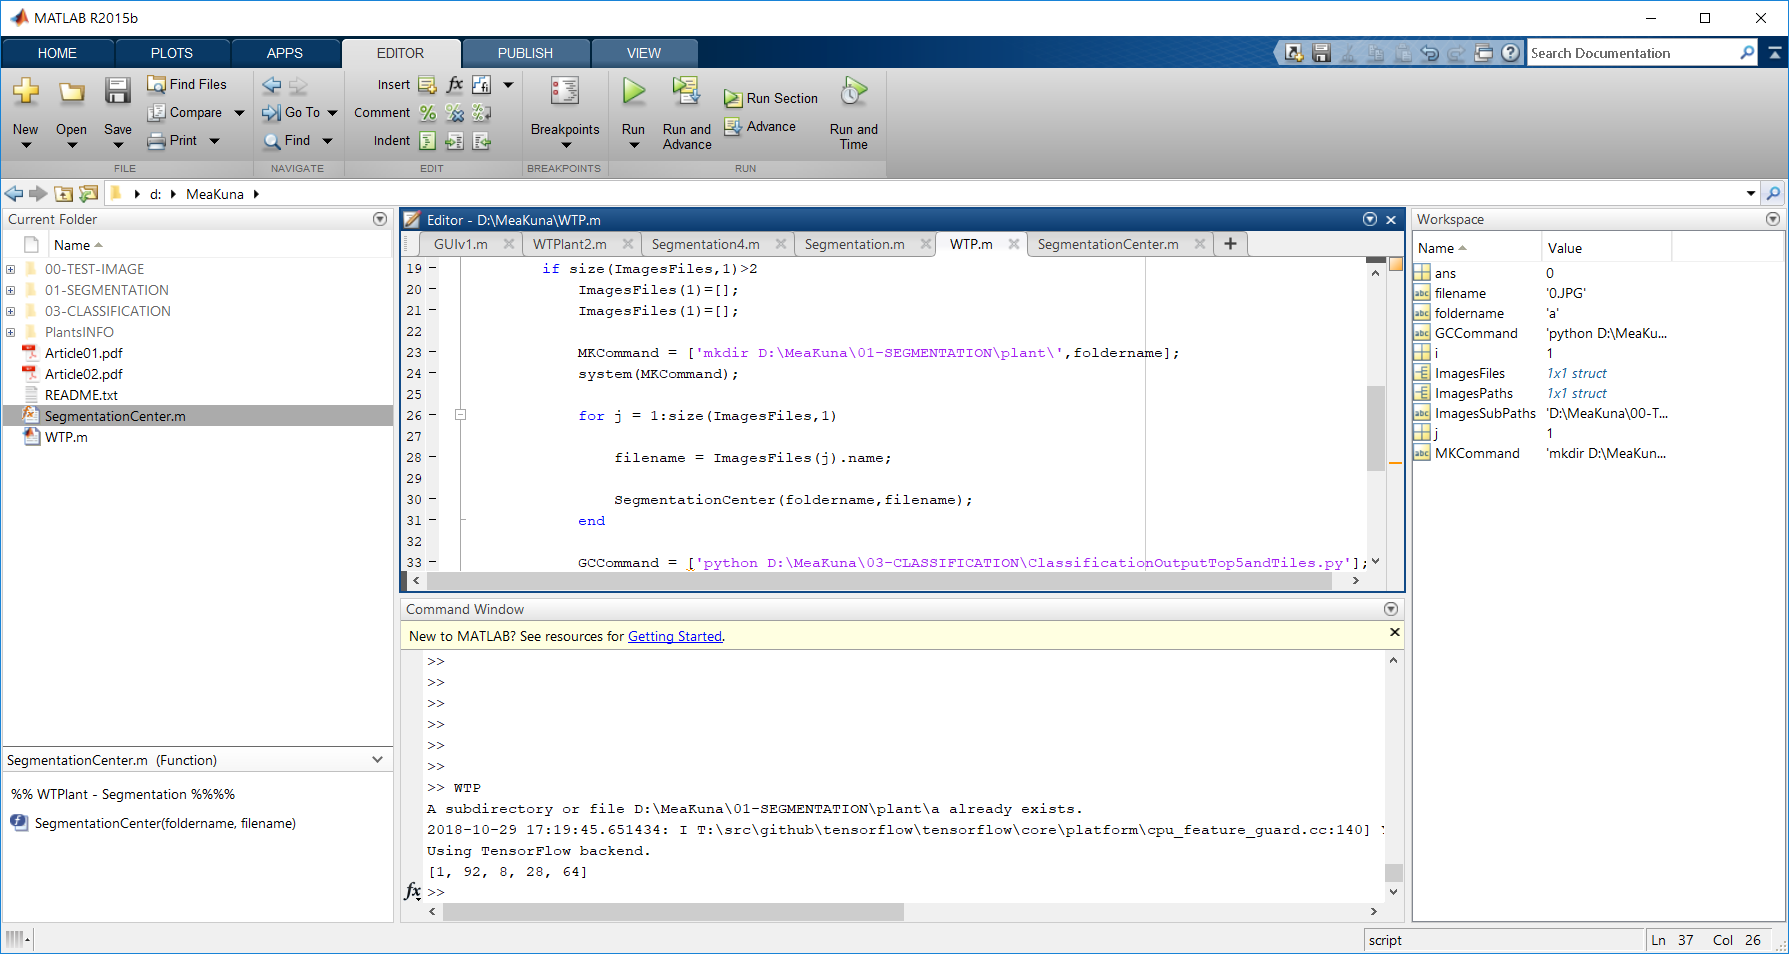 MATLAB R2015b
HOME PLOTS APPS EDITOR PUBLISH VIEW
Search Documentation
New
Open
Save
Find Files
Compare
Print
FILE
Go To
Find
NAVIGATE
Insert fx fi
Comment % % %
Indent
EDIT
Breakpoints
BREAKPOINTS
Run
Run and Advance
Run Section
Advance
Run and Time
RUN
d: MeaKuna
Current Folder
Name
00-TEST-IMAGE
01-SEGMENTATION
03-CLASSIFICATION
PlantsINFO
Article01.pdf
Article02.pdf
README.txt
SegmentationCenter.m
WTP.m
SegmentationCenter.m (Function)
%% WTPlant - Segmentation %%%%
SegmentationCenter(foldername, filename)
Editor - D:\MeaKuna\WTP.m
GUIv1.m WTPlant2.m Segmentation4.m Segmentation.m WTP.m SegmentationCenter.m +
19 - if size(ImagesFiles,1)>2
20 - ImagesFiles(1)=[];
21 - ImagesFiles(1)=[];
22
23 - MKCommand = ['mkdir D:\MeaKuna\01-SEGMENTATION\plant\',foldername];
24 - system(MKCommand);
25
26 - for j = 1:size(ImagesFiles,1)
27
28 - filename = ImagesFiles(j).name;
29
30 - SegmentationCenter(foldername,filename);
31 - end
32
33 - GCCommand = ['python D:\MeaKuna\03-CLASSIFICATION\ClassificationOutputTop5andTiles.py'];
Command Window
New to MATLAB? See resources for Getting Started.
>>
>>
>>
>>
>>
>>
>> WTP
A subdirectory or file D:\MeaKuna\01-SEGMENTATION\plant\a already exists.
2018-10-29 17:19:45.651434: I T:\src\github\tensorflow\tensorflow\core\platform\cpu_feature_guard.cc:140]
Using TensorFlow backend.
[1, 92, 8, 28, 64]
fx >>
Workspace
Name Value
ans 0
filename '0.JPG'
foldername 'a'
GCCommand 'python D:\MeaKu...
i 1
ImagesFiles 1x1 struct
ImagesPaths 1x1 struct
ImagesSubPaths 'D:\MeaKuna\00-T...
j 1
MKCommand 'mkdir D:\MeaKun...
script Ln 37 Col 26